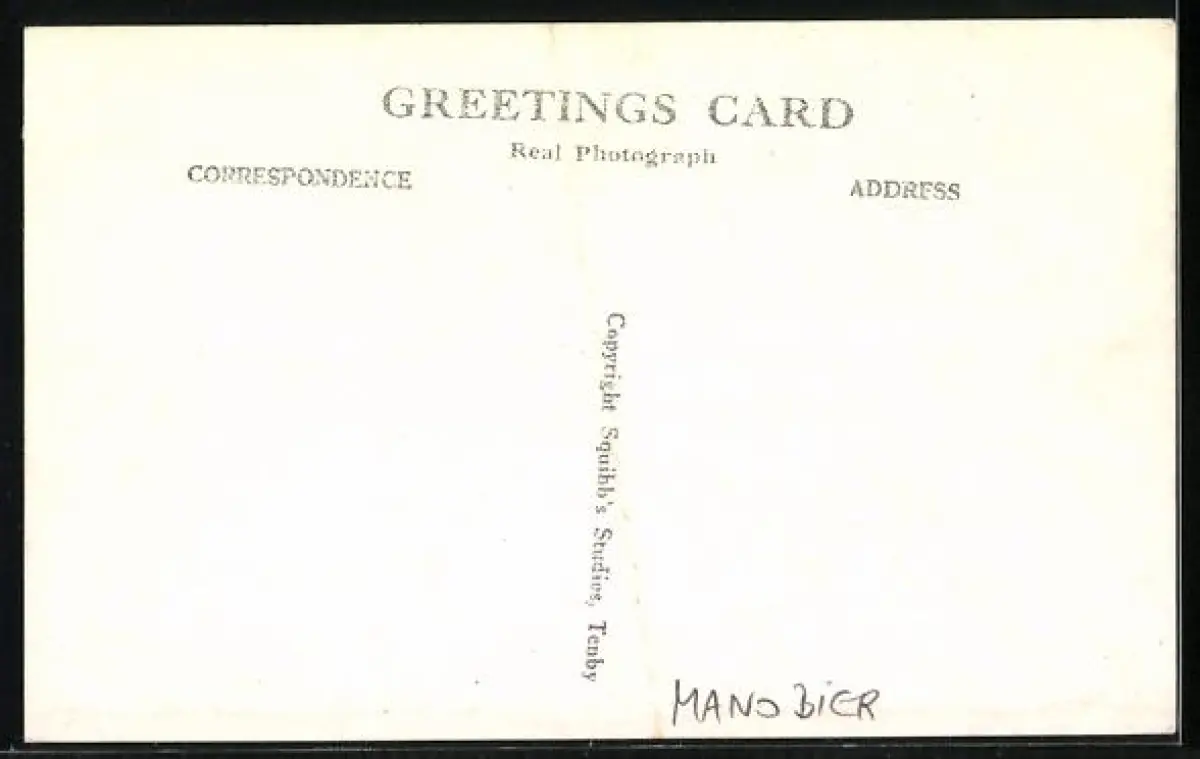 GREETINGS CARD
Real Photograph
CORRESPONDENCE
ADDRESS
Copyright Squibb's Studios, Tenby
MANOBIER